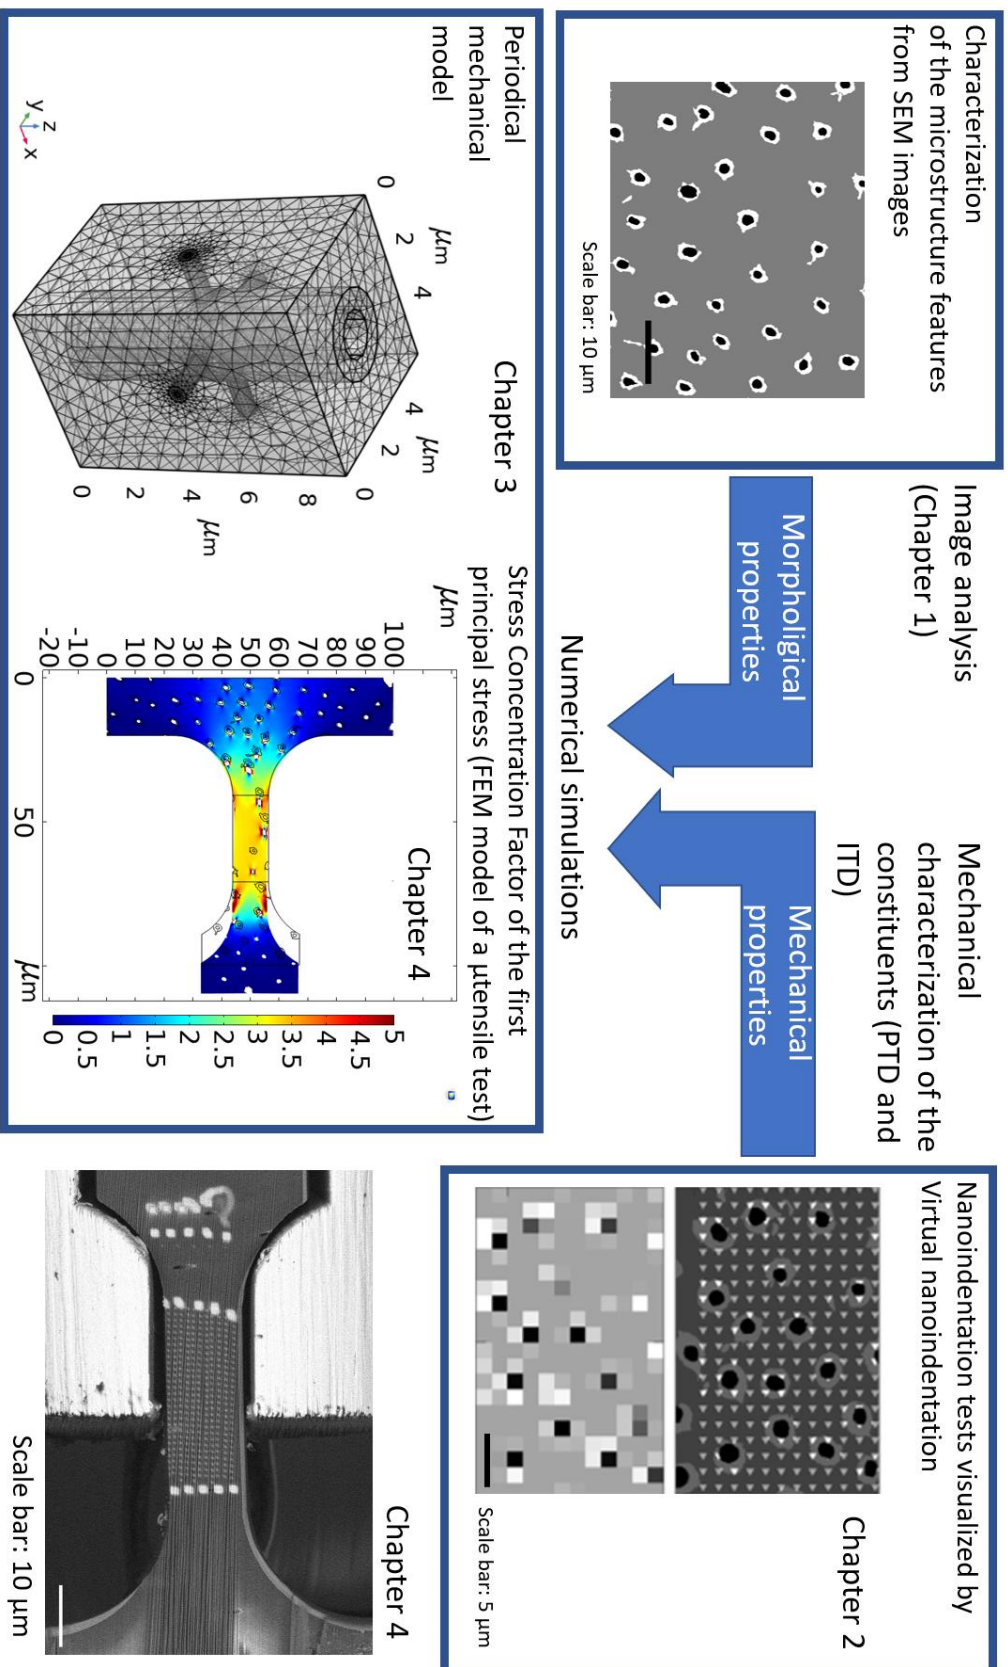 Characterization
of the microstructure features
from SEM images
Scale bar: 10 μm
Image analysis
(Chapter 1)
Morpholigical
properties
Mechanical
characterization of the
constituents (PTD and
ITD)
Mechanical
properties
Nanoindentation tests visualized by
Virtual nanoindentation
Chapter 2
Scale bar: 5 μm
Numerical simulations
Periodical
mechanical
model
Chapter 3
0
2
μm
4
4
μm
2
0
8
6
4
2
0
μm
z
y
x
Stress Concentration Factor of the first
principal stress (FEM model of a μtensile test)
μm
100
90
80
70
60
50
40
30
20
10
0
-10
-20
0
50
μm
Chapter 4
5
4.5
4
3.5
3
2.5
2
1.5
1
0.5
0
Chapter 4
Scale bar: 10 μm